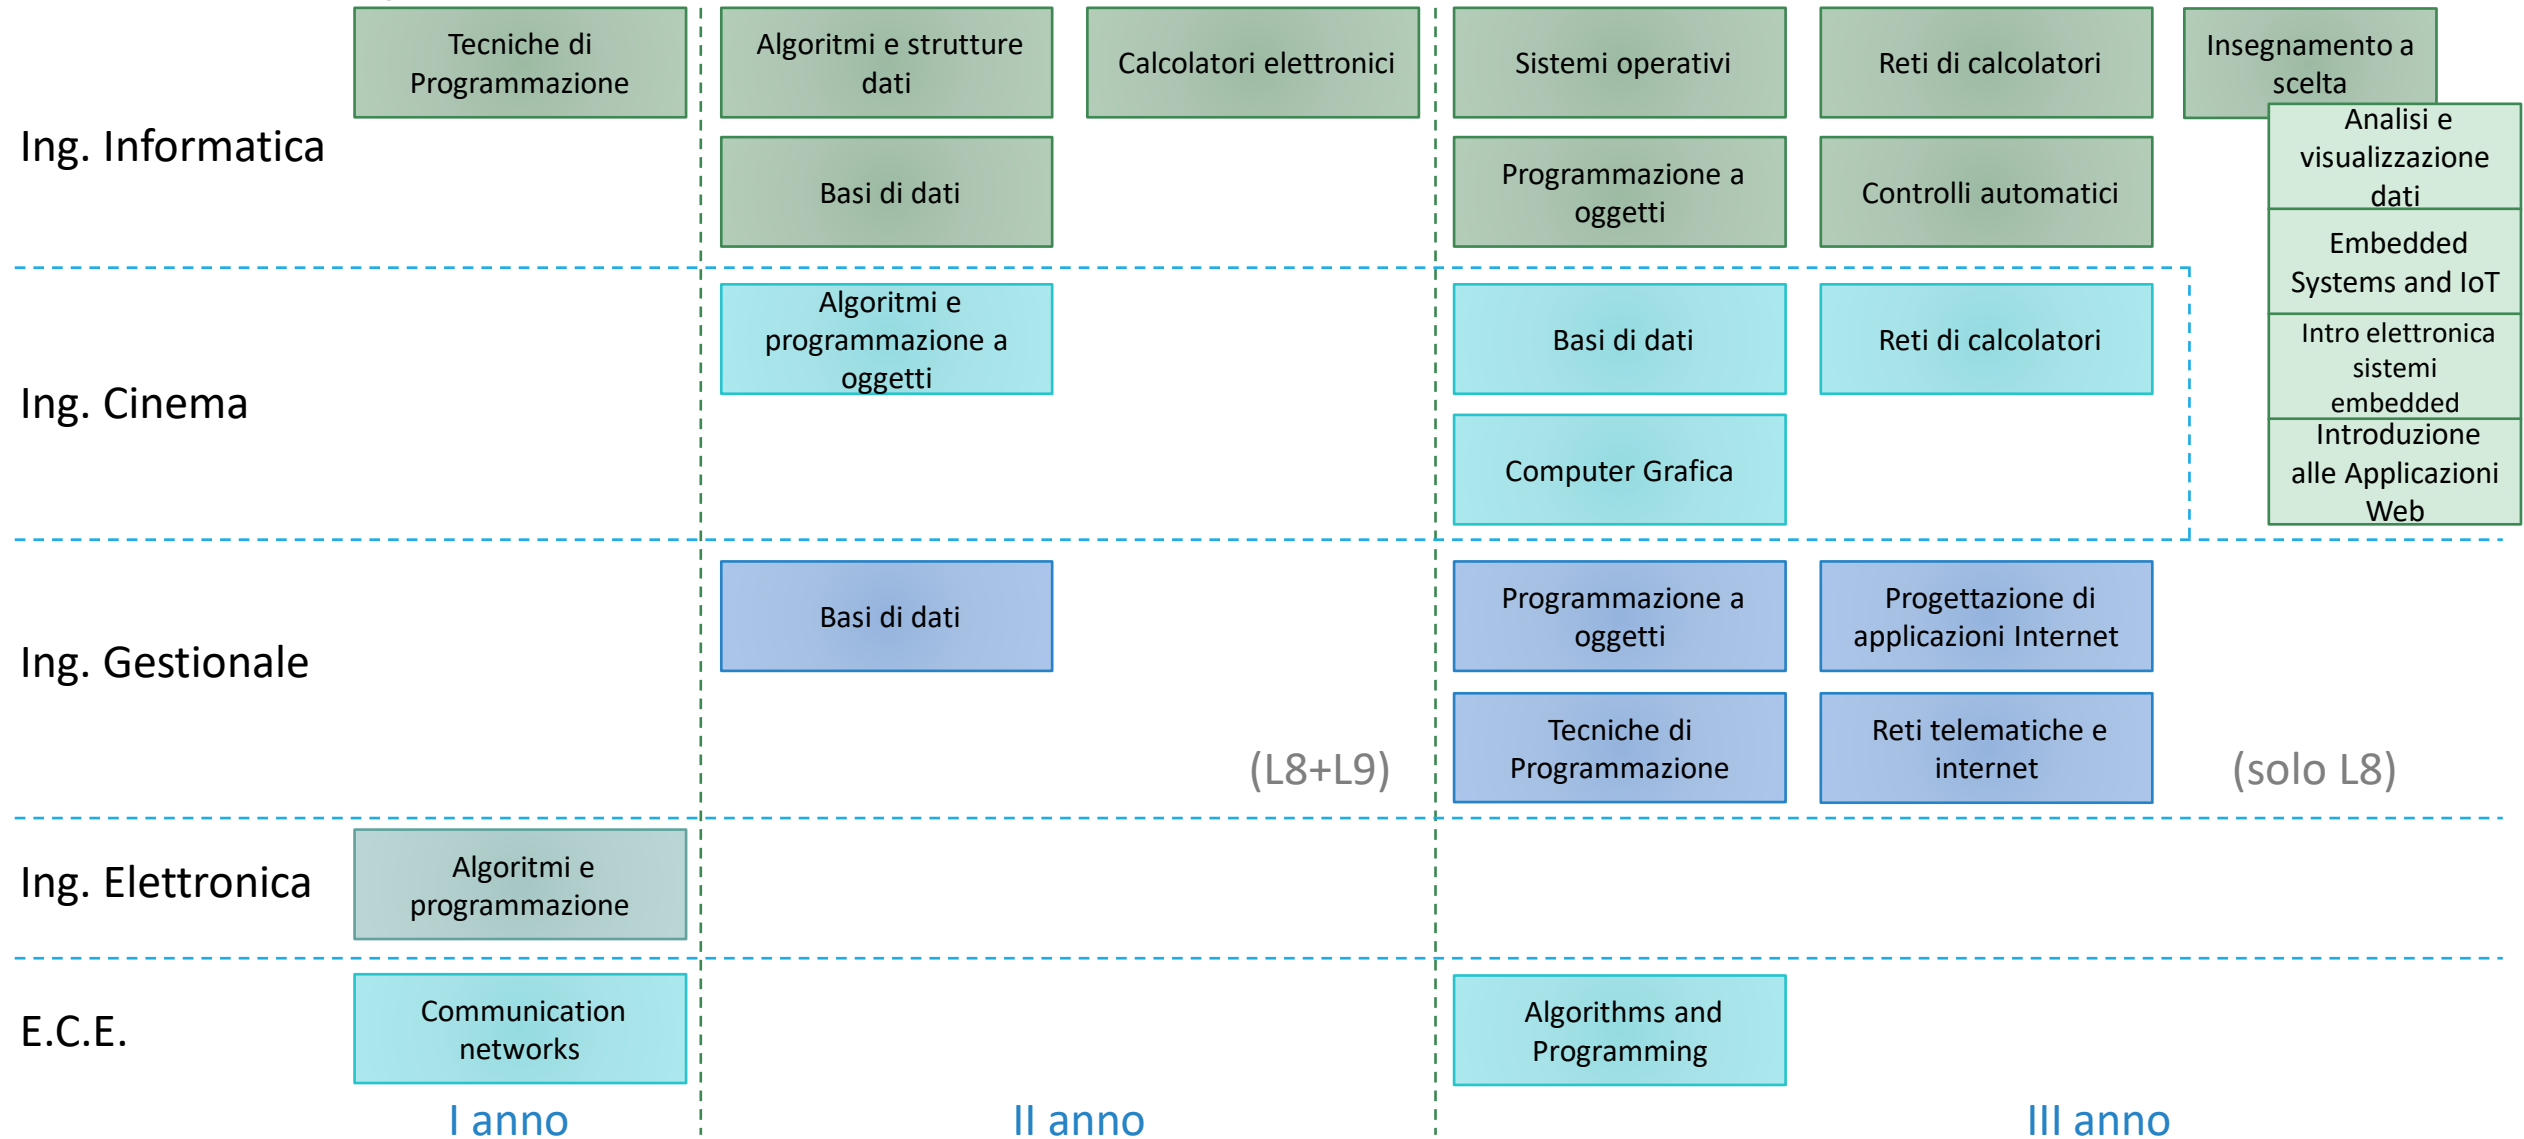 Tecniche di
Programmazione
Algoritmi e strutture
dati
Calcolatori elettronici
Sistemi operativi
Reti di calcolatori
Insegnamento a
scelta
Ing. Informatica
Basi di dati
Programmazione a
oggetti
Controlli automatici
Analisi e
visualizzazione
dati
Embedded
Systems and IoT
Intro elettronica
sistemi
embedded
Introduzione
alle Applicazioni
Web
Ing. Cinema
Algoritmi e
programmazione a
oggetti
Basi di dati
Reti di calcolatori
Computer Grafica
Ing. Gestionale
Basi di dati
(L8+L9)
Programmazione a
oggetti
Progettazione di
applicazioni Internet
Tecniche di
Programmazione
Reti telematiche e
internet
(solo L8)
Ing. Elettronica
Algoritmi e
programmazione
E.C.E.
Communication
networks
Algorithms and
Programming
I anno
II anno
III anno